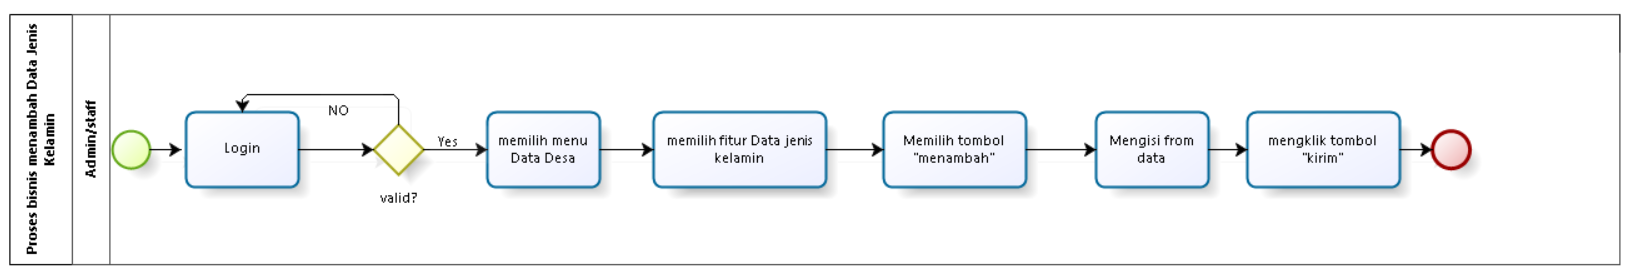 Proses bisnis menambah Data Jenis
Kelamin
Admin/staff
Login
NO
valid?
Yes
memilih menu
Data Desa
memilih fitur Data jenis
kelamin
Memilih tombol
"menambah"
Mengisi from
data
mengklik tombol
"kirim"